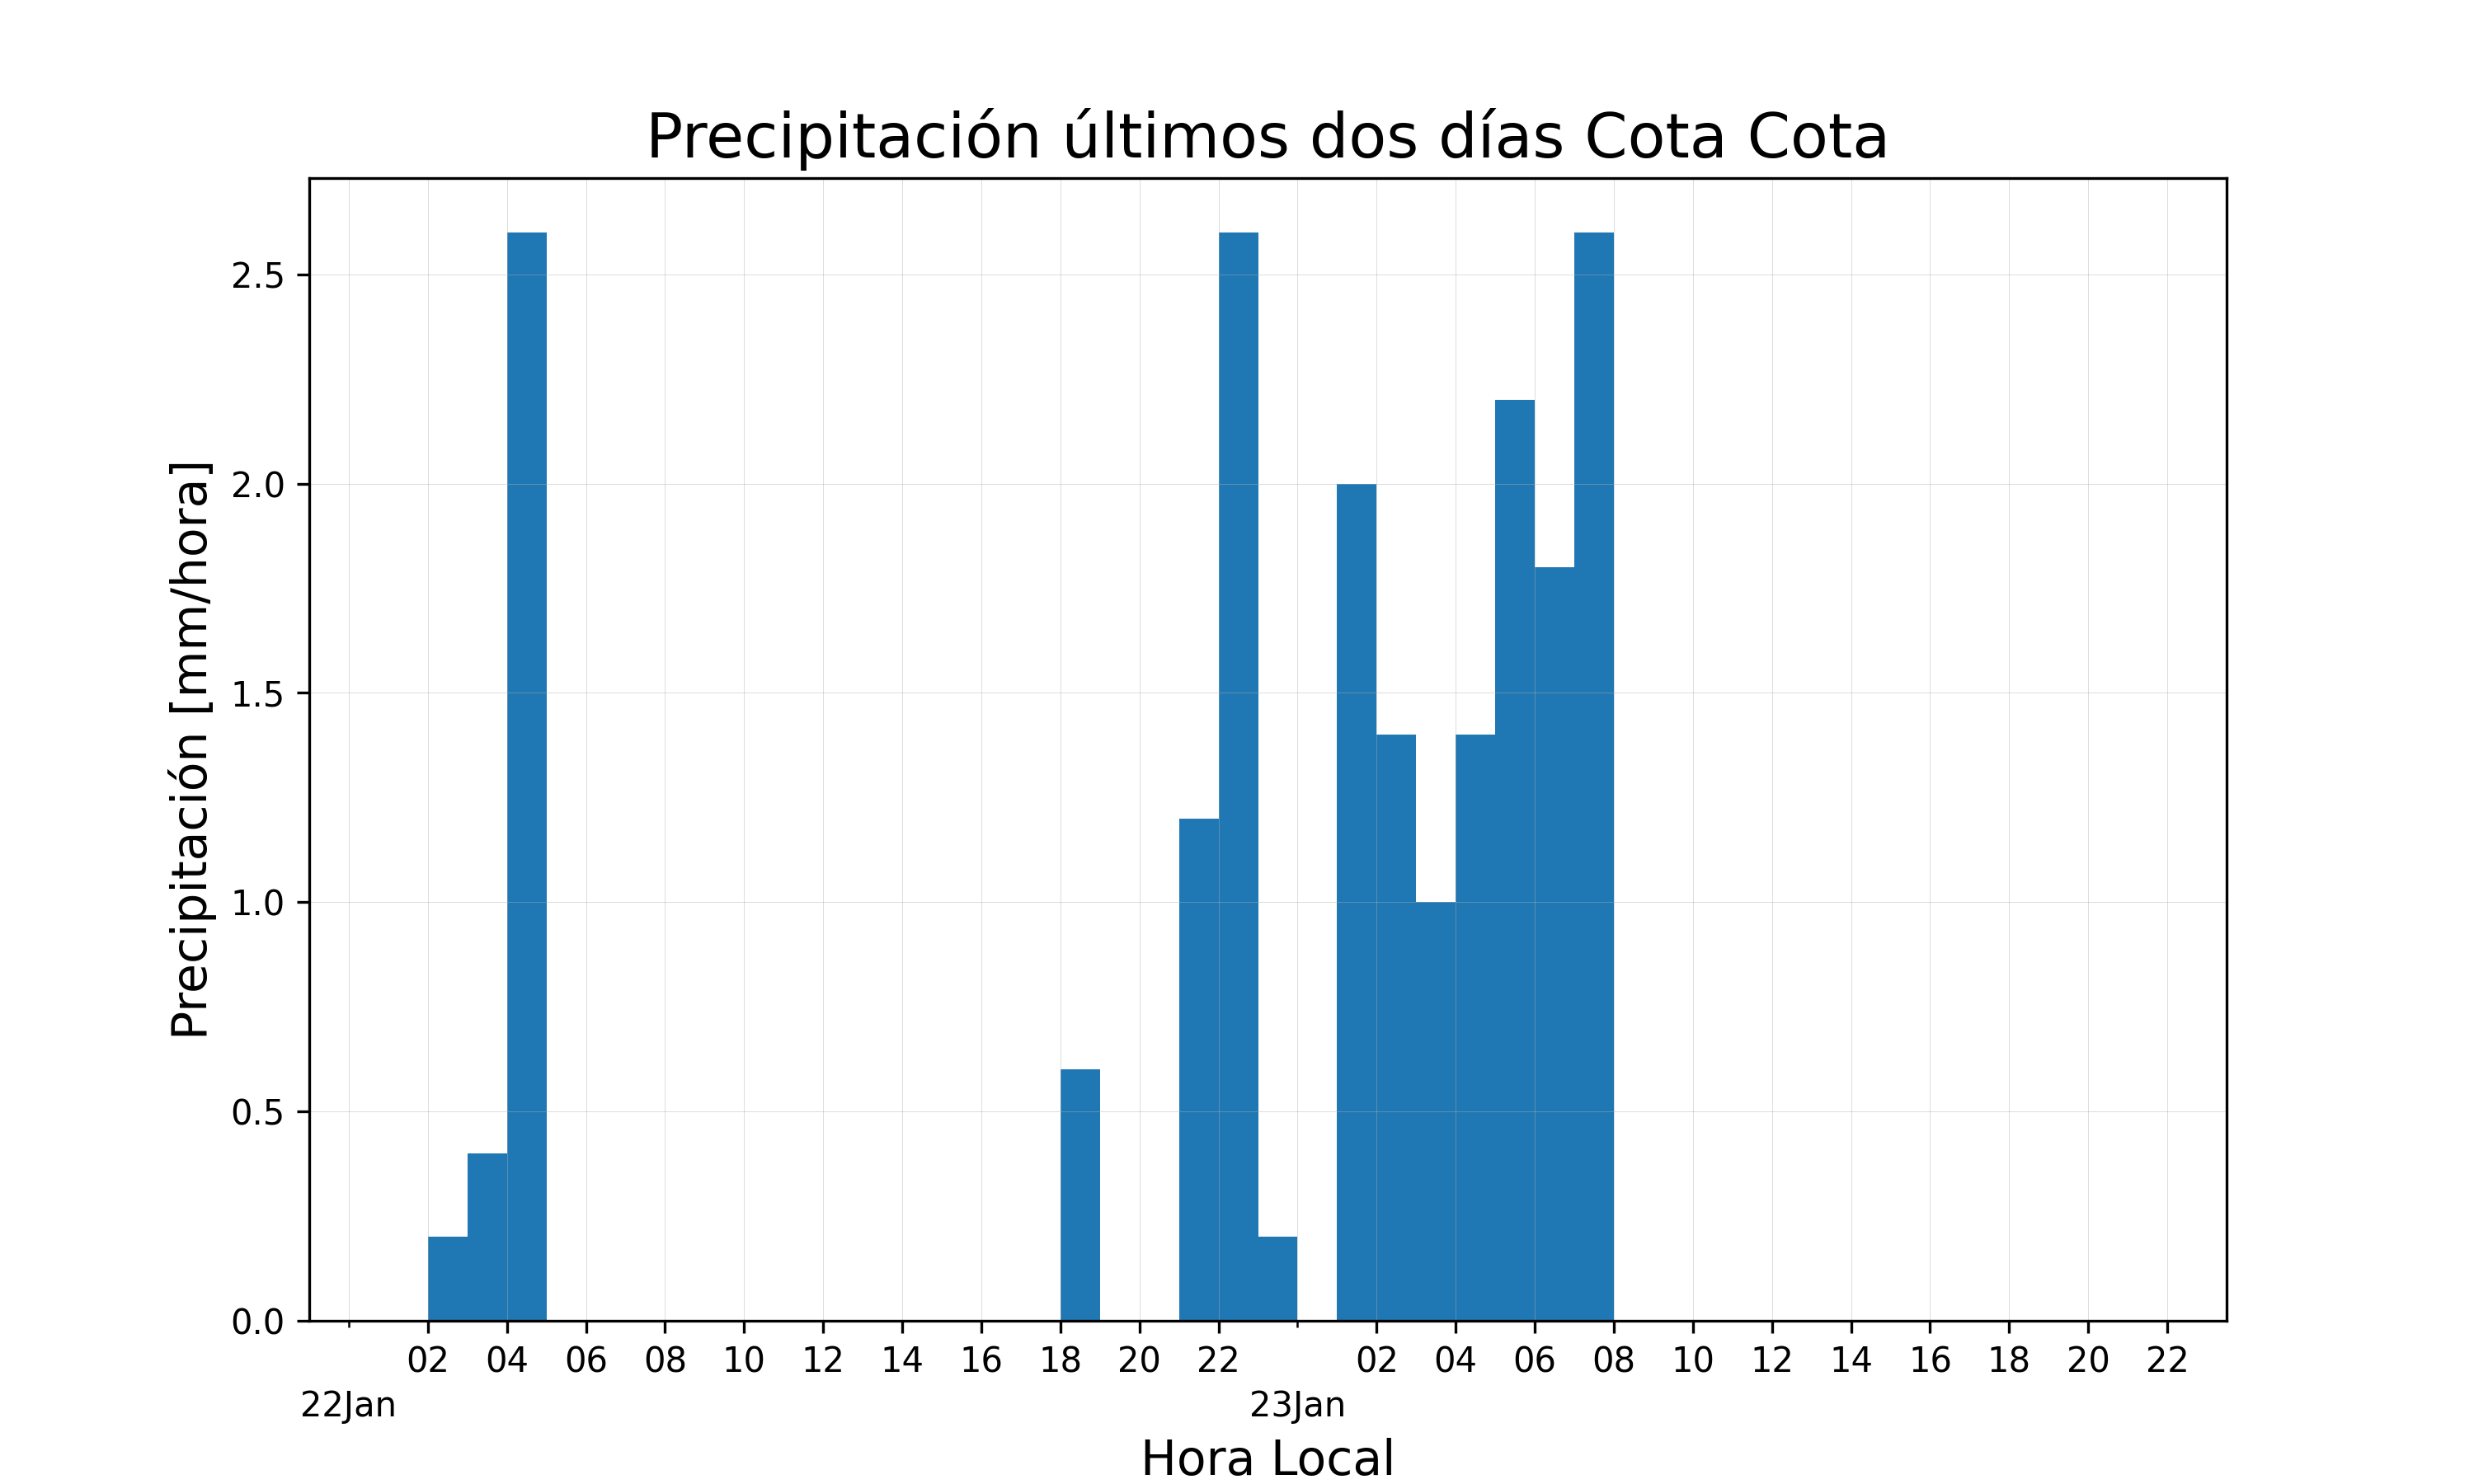 Precipitación últimos dos días Cota Cota
Precipitación [mm/hora]
2.5
2.0
1.5
1.0
0.5
0.0
02 04 06 08 10 12 14 16 18 20 22 02 04 06 08 10 12 14 16 18 20 22
22Jan 23Jan
Hora Local